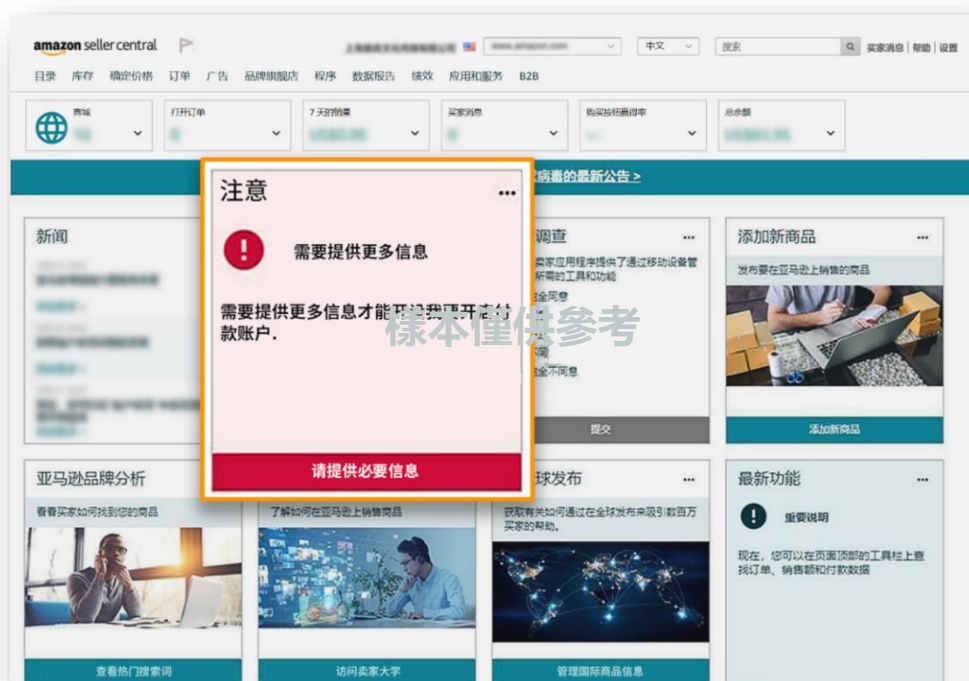 amazon seller central
中文
搜索
买家消息 | 帮助 | 设置
目录 库存 确定价格 订单 广告 品牌旗舰店 程序 数据报告 绩效 应用和服务 B2B
商城
打开订单
7 天的销量
买家消息
购买按钮赢得率
总余额
病毒的最新公告 >
注意
需要提供更多信息
需要提供更多信息才能
款账户.
请提供必要信息
樣本僅供參考
新闻
调查
卖家应用程序提供了通过移动设备管
所需的工具和功能
全同意
全不同意
提交
添加新商品
发布要在亚马逊上销售的商品
添加新商品
亚马逊品牌分析
看看买家如何找到您的商品
查看热门搜索词
了解如何在亚马逊上销售商品
访问卖家大学
球发布
获取有关如何通过在全球发布来吸引数百万
买家的帮助。
管理国际商品信息
最新功能
重要说明
现在，您可以在页面顶部的工具栏上查
找订单、销售额和付款数据